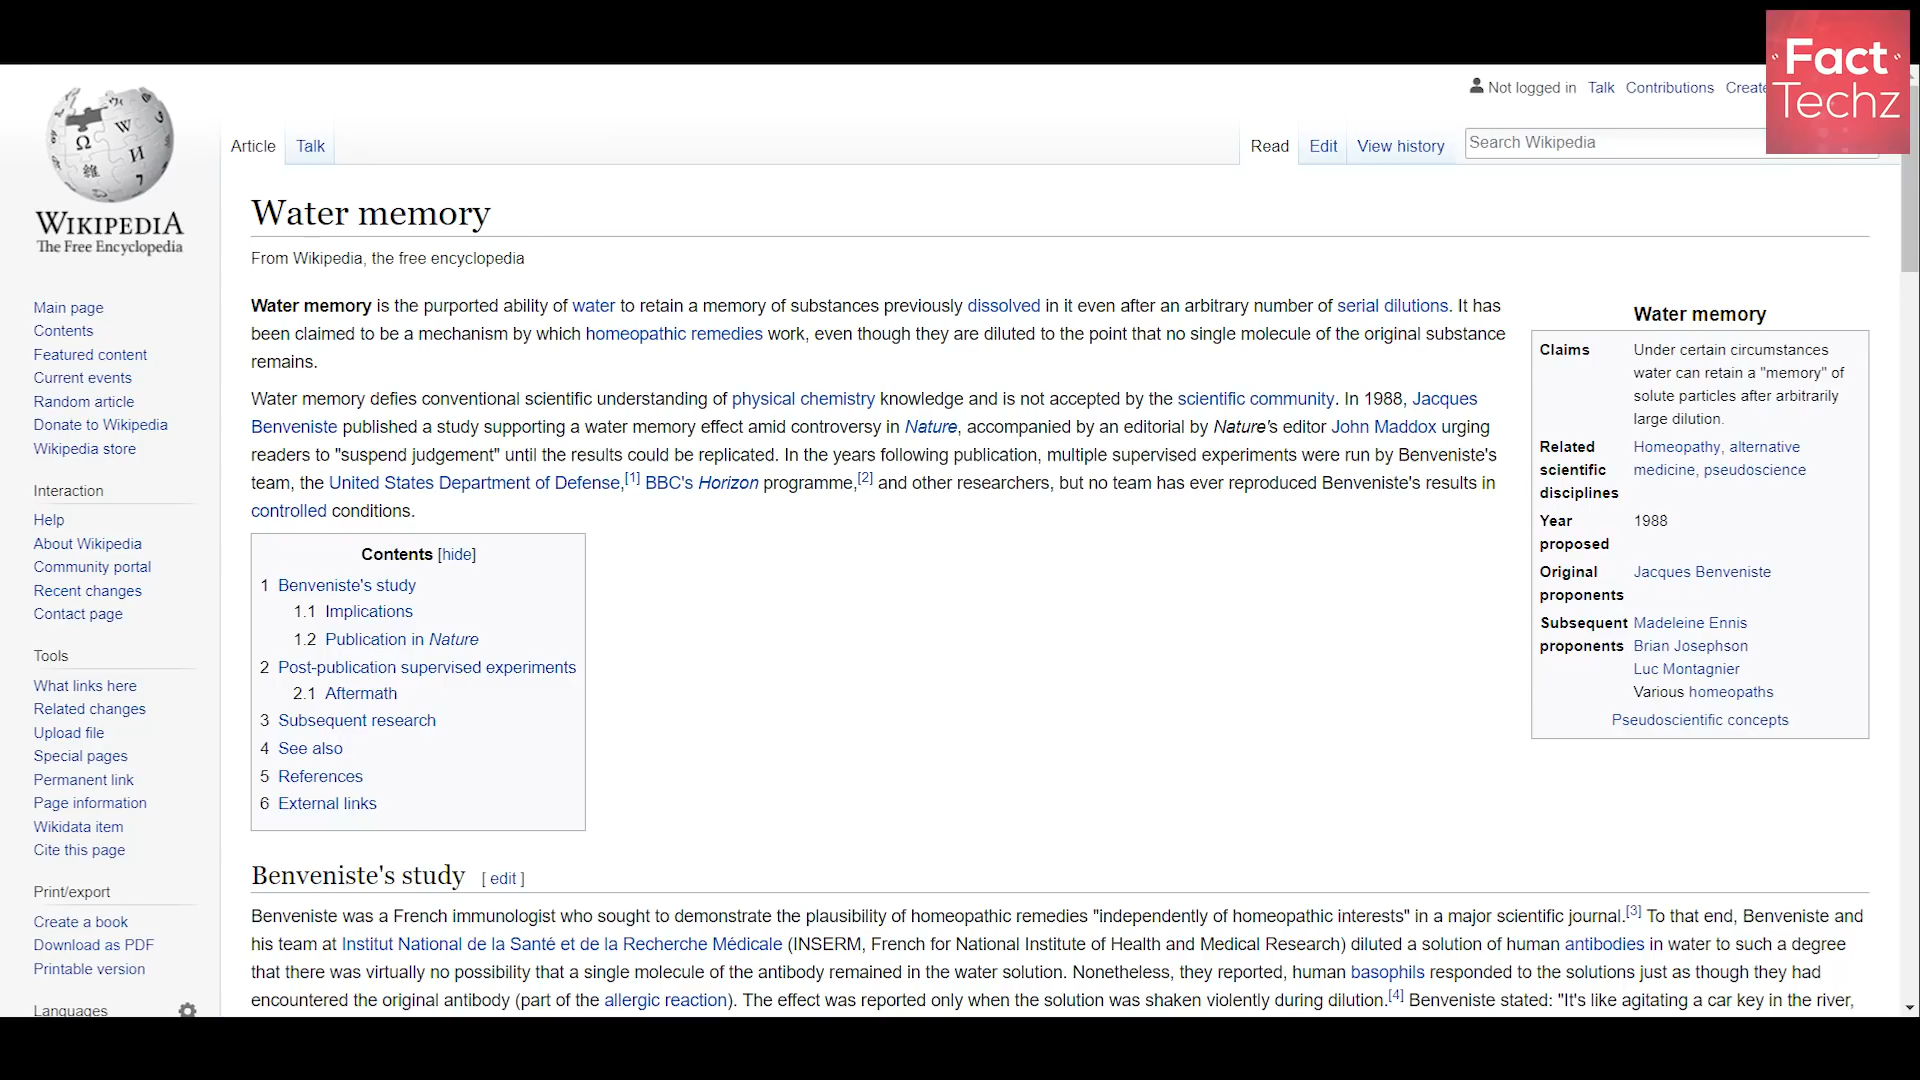 Fact
Techz
Not logged in Talk Contributions Create
Article Talk
Read Edit View history Search Wikipedia
WIKIPEDIA
The Free Encyclopedia
Main page
Contents
Featured content
Current events
Random article
Donate to Wikipedia
Wikipedia store
Interaction
Help
About Wikipedia
Community portal
Recent changes
Contact page
Tools
What links here
Related changes
Upload file
Special pages
Permanent link
Page information
Wikidata item
Cite this page
Print/export
Create a book
Download as PDF
Printable version
Languages
Water memory
From Wikipedia, the free encyclopedia
Water memory is the purported ability of water to retain a memory of substances previously dissolved in it even after an arbitrary number of serial dilutions. It has
been claimed to be a mechanism by which homeopathic remedies work, even though they are diluted to the point that no single molecule of the original substance
remains.
Water memory defies conventional scientific understanding of physical chemistry knowledge and is not accepted by the scientific community. In 1988, Jacques
Benveniste published a study supporting a water memory effect amid controversy in Nature, accompanied by an editorial by Nature's editor John Maddox urging
readers to "suspend judgement" until the results could be replicated. In the years following publication, multiple supervised experiments were run by Benveniste's
team, the United States Department of Defense,[1] BBC's Horizon programme,[2] and other researchers, but no team has ever reproduced Benveniste's results in
controlled conditions.
Water memory
Claims Under certain circumstances
water can retain a "memory" of
solute particles after arbitrarily
large dilution.
Related Homeopathy, alternative
scientific medicine, pseudoscience
disciplines
Year 1988
proposed
Original Jacques Benveniste
proponents
Subsequent Madeleine Ennis
proponents Brian Josephson
Luc Montagnier
Various homeopaths
Pseudoscientific concepts
Contents [hide]
1 Benveniste's study
1.1 Implications
1.2 Publication in Nature
2 Post-publication supervised experiments
2.1 Aftermath
3 Subsequent research
4 See also
5 References
6 External links
Benveniste's study [ edit ]
Benveniste was a French immunologist who sought to demonstrate the plausibility of homeopathic remedies "independently of homeopathic interests" in a major scientific journal.[3] To that end, Benveniste and
his team at Institut National de la Santé et de la Recherche Médicale (INSERM, French for National Institute of Health and Medical Research) diluted a solution of human antibodies in water to such a degree
that there was virtually no possibility that a single molecule of the antibody remained in the water solution. Nonetheless, they reported, human basophils responded to the solutions just as though they had
encountered the original antibody (part of the allergic reaction). The effect was reported only when the solution was shaken violently during dilution.[4] Benveniste stated: "It's like agitating a car key in the river,